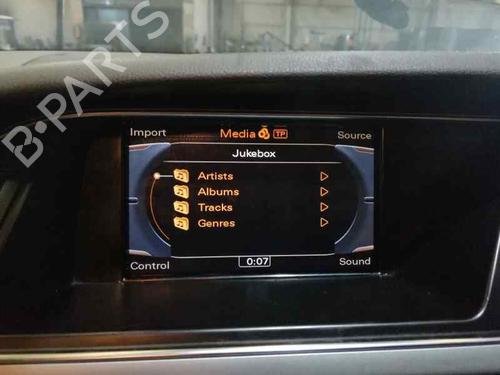 B-PARTS
Import Media TP Source
Jukebox
Artists
Albums
Tracks
Genres
Control 0:07 Sound